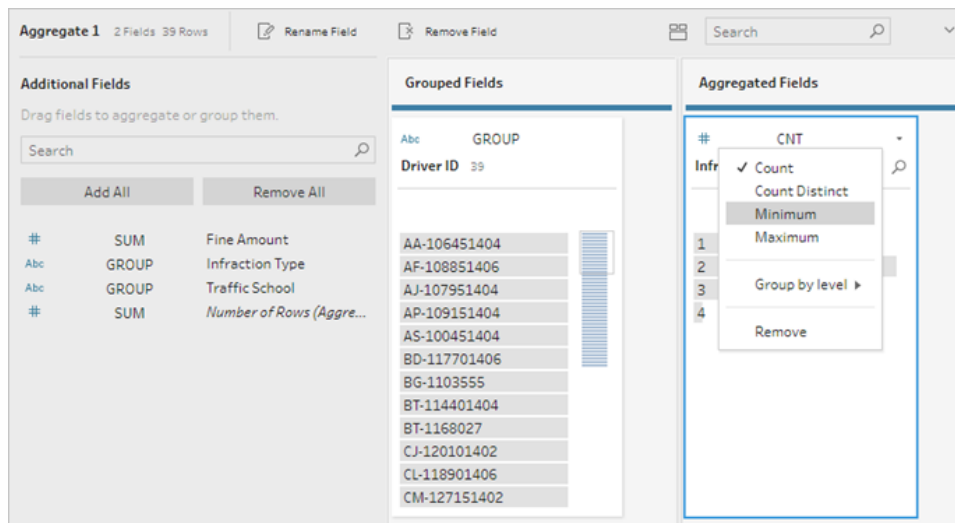 Aggregate 1 2 Fields 39 Rows Rename Field Remove Field Search
Additional Fields
Drag fields to aggregate or group them.
Search
Add All Remove All
# SUM Fine Amount
Abc GROUP Infraction Type
Abc GROUP Traffic School
# SUM Number of Rows (Aggre...
Grouped Fields
Abc GROUP
Driver ID 39
AA-106451404
AF-108851406
AJ-107951404
AP-109151404
AS-100451404
BD-117701406
BG-1103555
BT-114401404
BT-1168027
CJ-120101402
CL-118901406
CM-127151402
Aggregated Fields
# CNT
Infr
1
2
3
4
Count
Count Distinct
Minimum
Maximum
Group by level
Remove